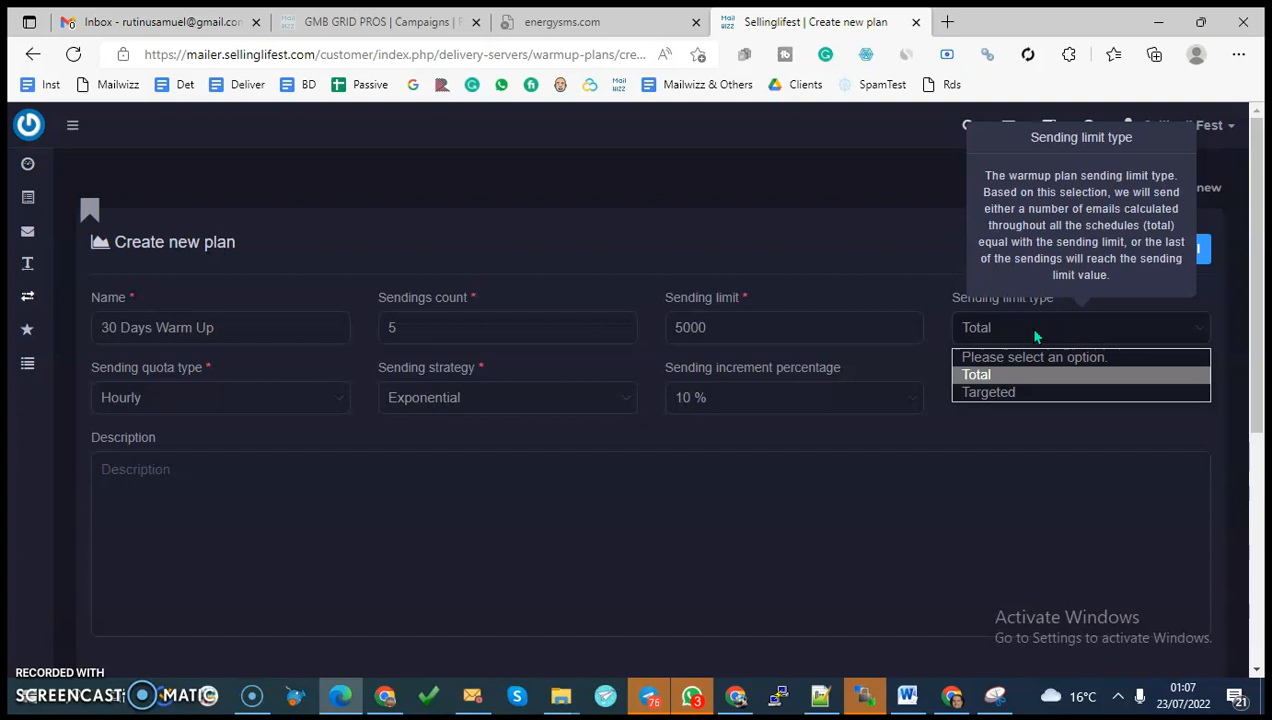 Inbox - rutinusamuel@gmail.con
GMB GRID PROS | Campaigns |
energysms.com
Sellinglifest | Create new plan
https://mailer.sellinglifest.com/customer/index.php/delivery-servers/warmup-plans/cre...
Inst
Mailwizz
Det
Deliver
BD
Passive
Mailwizz & Others
Clients
SpamTest
Rds
Fest
new
Sending limit type
The warmup plan sending limit type.
Based on this selection, we will send
either a number of emails calculated
throughout all the schedules (total)
equal with the sending limit, or the last
of the sendings will reach the sending
limit value.
Create new plan
Name *
Sendings count *
Sending limit *
Sending limit type
30 Days Warm Up
5
5000
Total
Please select an option.
Total
Targeted
Sending quota type *
Sending strategy *
Sending increment percentage
Hourly
Exponential
10 %
Description
Description
Activate Windows
Go to Settings to activate Windows.
RECORDED WITH
SCREENCAST MATIC
76
3
16°C
01:07
23/07/2022
21